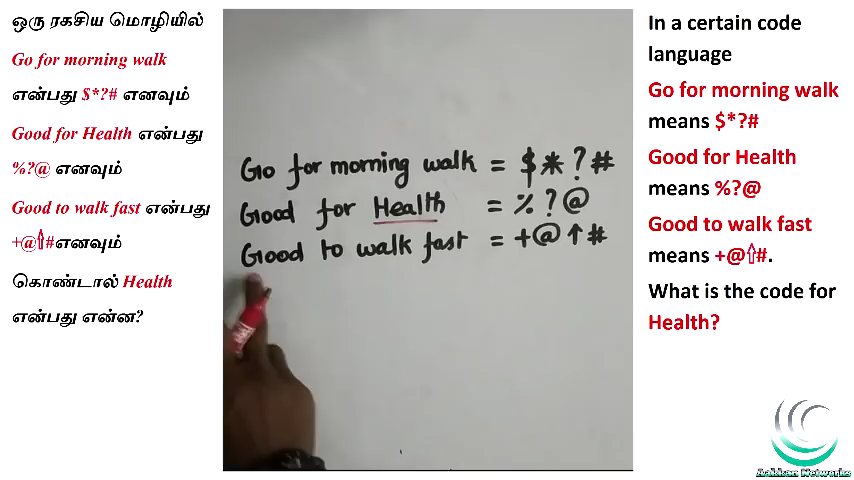 ஒரு ரகசிய மொழியில்
Go for morning walk
என்பது $*?# எனவும்
Good for Health என்பது
%?@ எனவும்
Good to walk fast என்பது
+@⇧#எனவும்
கொண்டால் Health
என்பது என்ன?
Go for morning walk = $ * ? #
Good for Health = % ? @
Good to walk fast = + @ ↑ #
In a certain code
language
Go for morning walk
means $*?#
Good for Health
means %?@
Good to walk fast
means +@⇧#.
What is the code for
Health?
Aakkan Networks